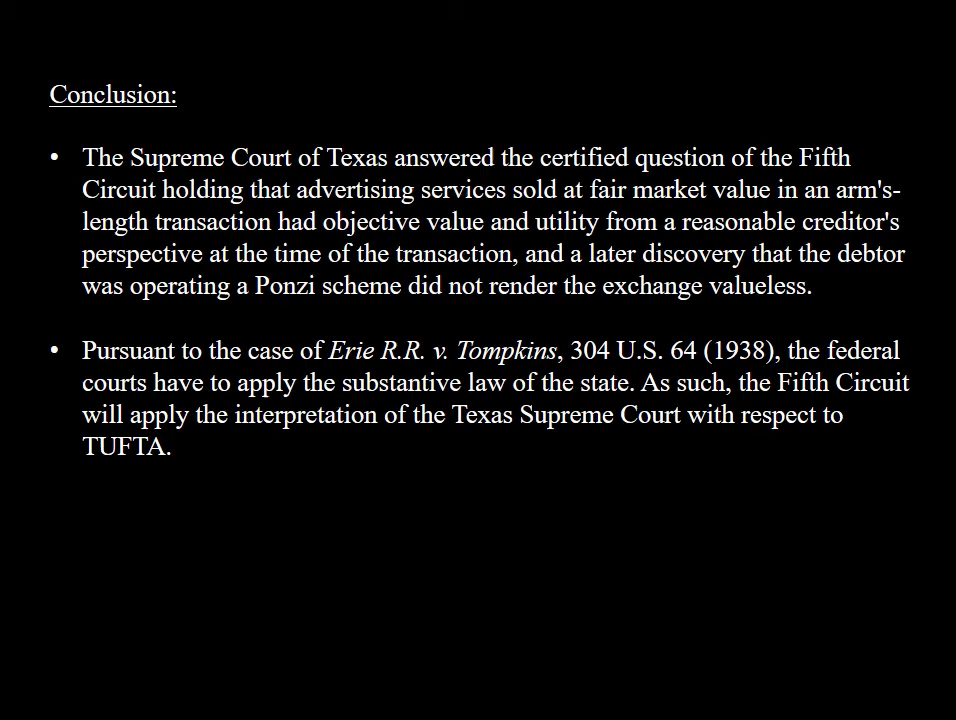 Conclusion:
• The Supreme Court of Texas answered the certified question of the Fifth
Circuit holding that advertising services sold at fair market value in an arm's-
length transaction had objective value and utility from a reasonable creditor's
perspective at the time of the transaction, and a later discovery that the debtor
was operating a Ponzi scheme did not render the exchange valueless.
• Pursuant to the case of Erie R.R. v. Tompkins, 304 U.S. 64 (1938), the federal
courts have to apply the substantive law of the state. As such, the Fifth Circuit
will apply the interpretation of the Texas Supreme Court with respect to
TUFTA.